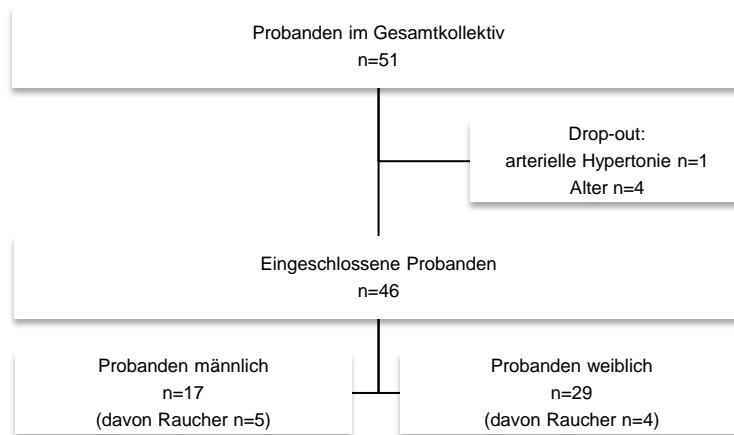 Probanden im Gesamtkollektiv
n=51
Drop-out:
arterielle Hypertonie n=1
Alter n=4
Eingeschlossene Probanden
n=46
Probanden männlich
n=17
(davon Raucher n=5)
Probanden weiblich
n=29
(davon Raucher n=4)